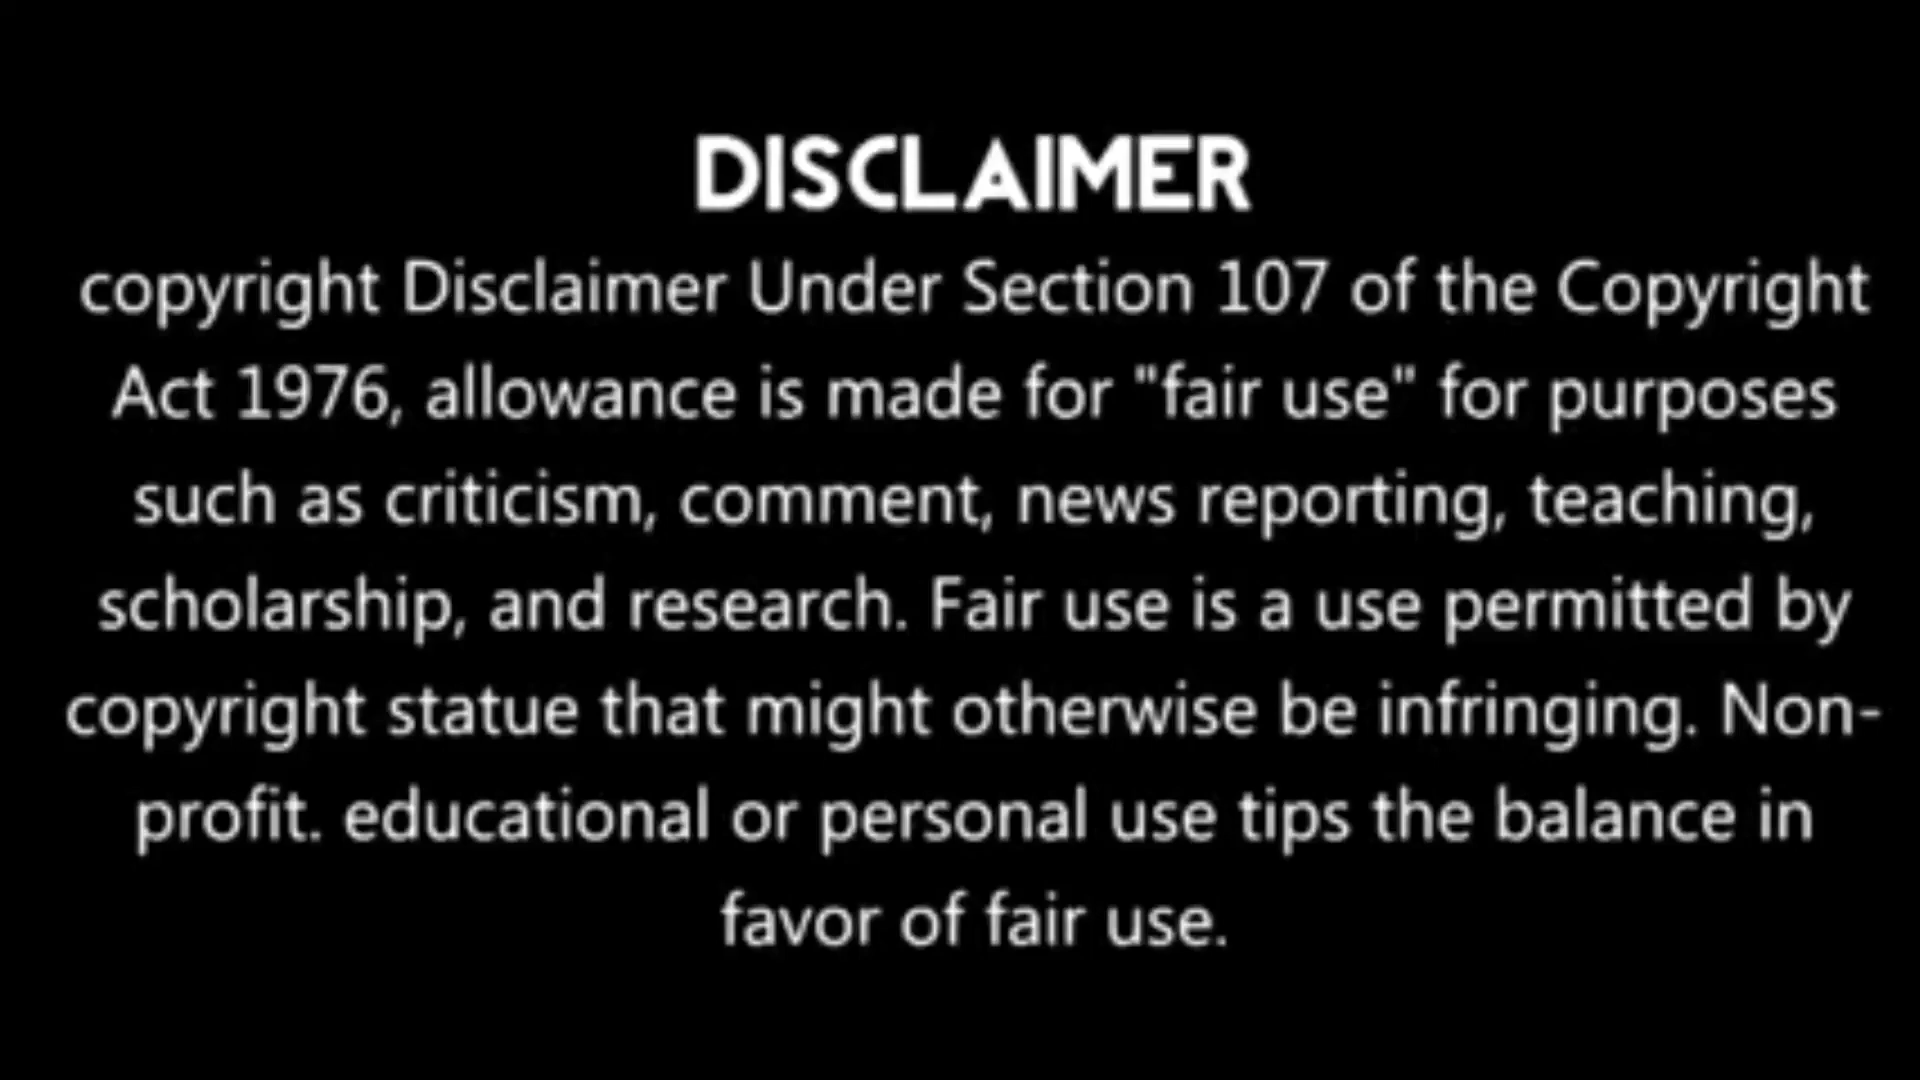 DISCLAIMER
copyright Disclaimer Under Section 107 of the Copyright
Act 1976, allowance is made for "fair use" for purposes
such as criticism, comment, news reporting, teaching,
scholarship, and research. Fair use is a use permitted by
copyright statue that might otherwise be infringing. Non-
profit. educational or personal use tips the balance in
favor of fair use.